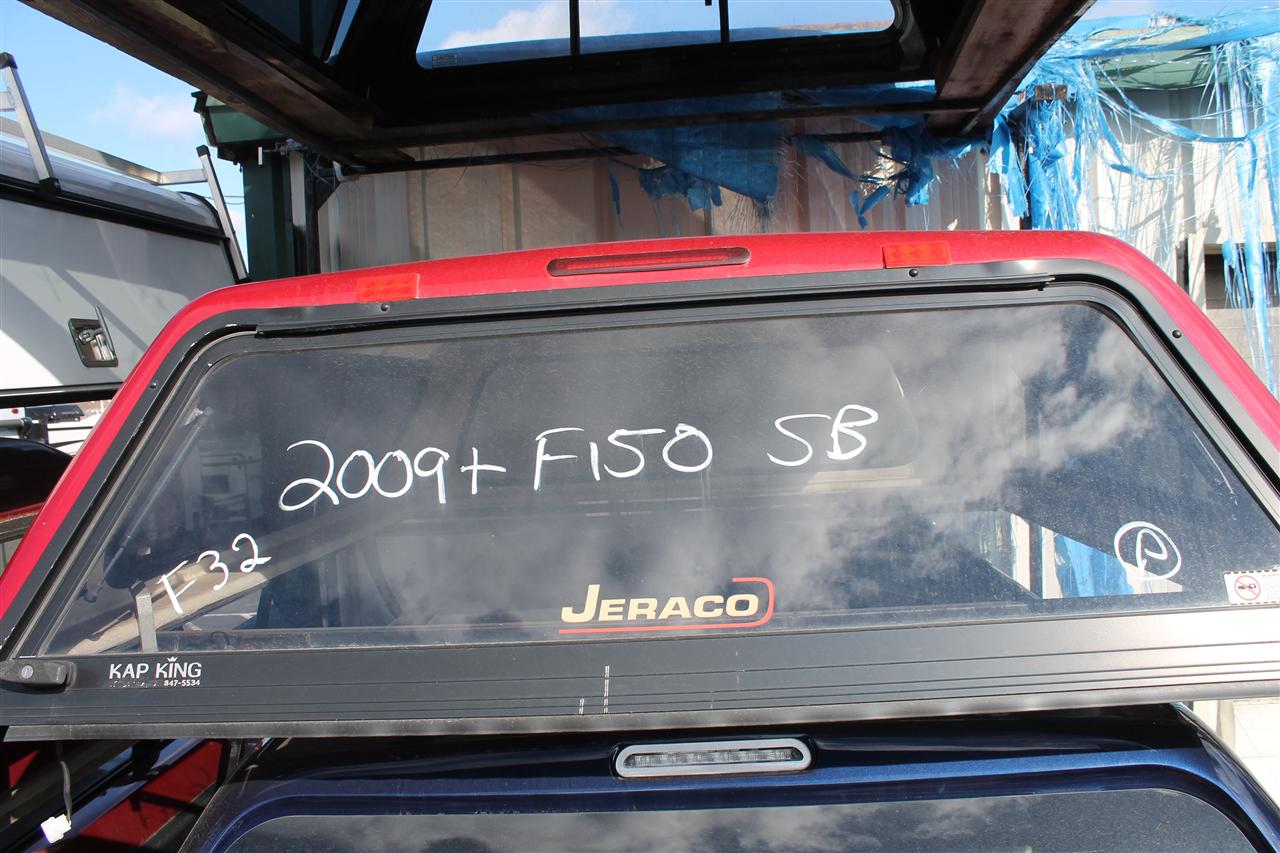 2009+ F150 SB
F32
P
JERACO
KAP KING
847-5534